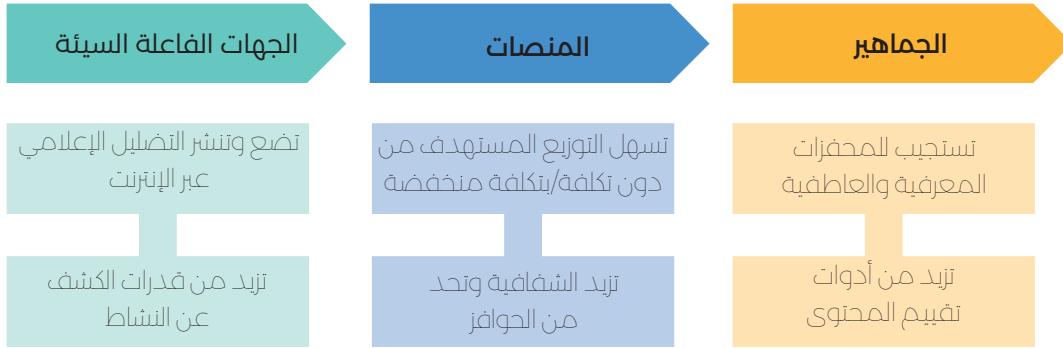 الجهات الفاعلة السيئة
تضع وتنشر التضليل الإعلامي
عبر الإنترنت
تزيد من قدرات الكشف
عن النشاط
المنصات
تسهل التوزيع المستهدف من
دون تكلفة/بتكلفة منخفضة
تزيد الشفافية وتحد
من الحوافز
الجماهير
تستجيب للمحفزات
المعرفية والعاطفية
تزيد من أدوات
تقييم المحتوى